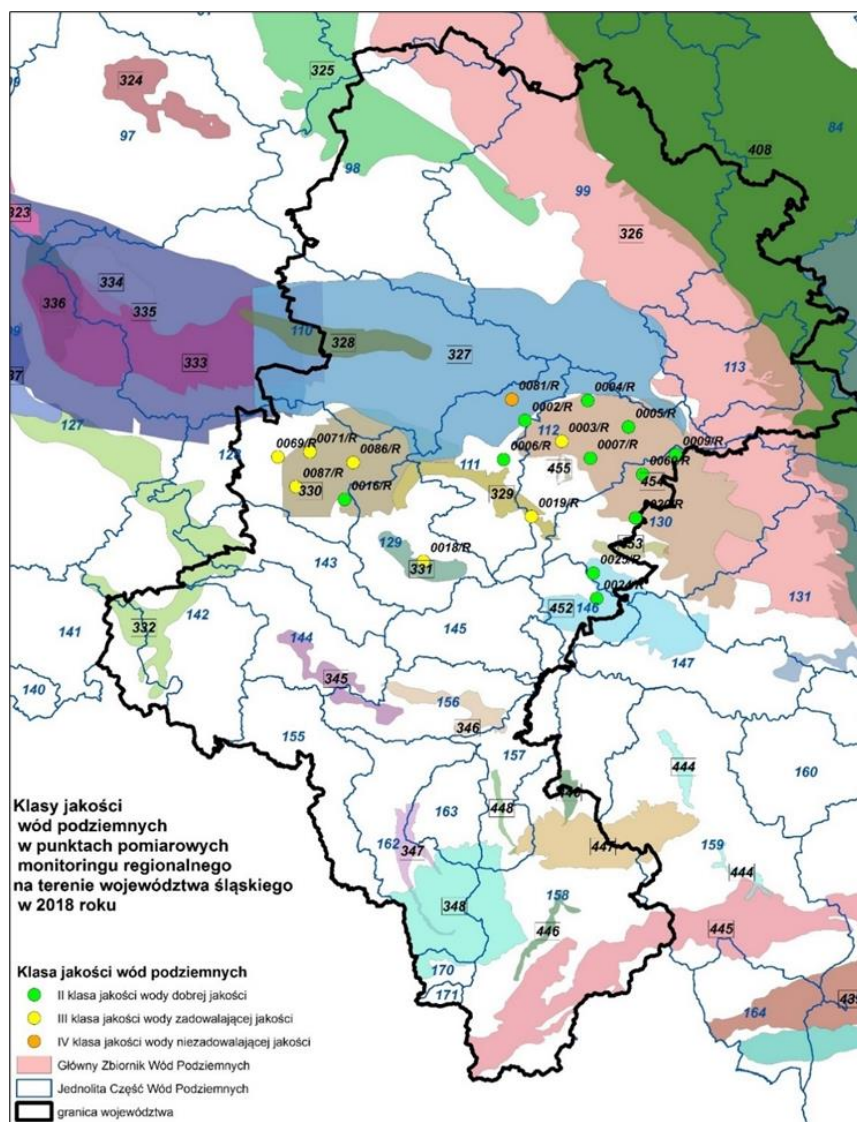 325
324
97
84
408
98
99
326
323
334
336
335
110
328
327
333
113
127
0081/R
0004/R
0002/R
0005/R
112
0003/R
0069/R
0071/R
0086/R
0006/R
0007/R
0009/R
111
455
0060/R
0087/R
330
0016/R
329
0019/R
130
129
0018/R
331
143
452
146
0024/R
131
332
142
141
145
147
140
144
345
156
346
155
157
444
160
163
448
162
347
447
159
444
348
158
446
445
170
171
164
Klasy jakości
wód podziemnych
w punktach pomiarowych
monitoringu regionalnego
na terenie województwa śląskiego
w 2018 roku
Klasa jakości wód podziemnych
II klasa jakości wody dobrej jakości
III klasa jakości wody zadowalającej jakości
IV klasa jakości wody niezadowalającej jakości
Główny Zbiornik Wód Podziemnych
Jednolita Część Wód Podziemnych
granica województwa